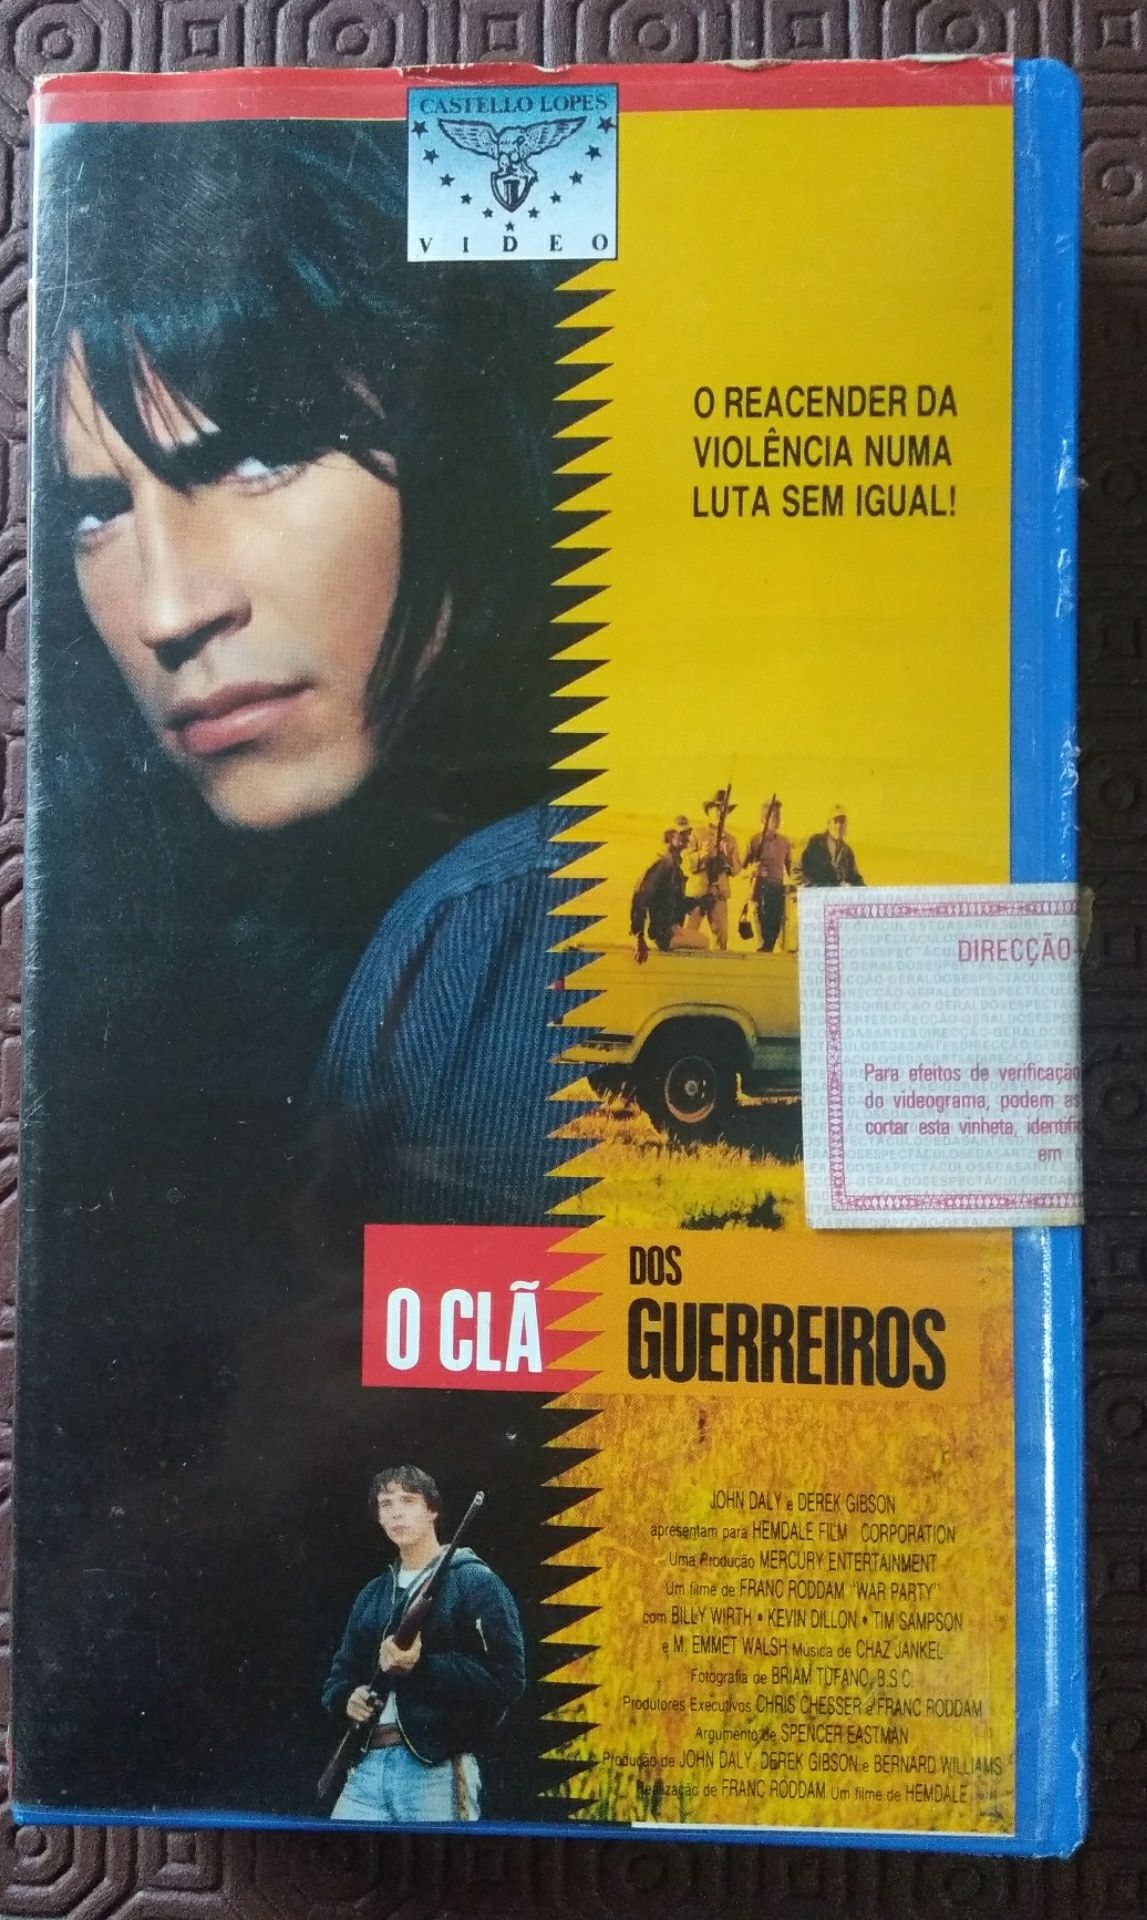 CASTELLO LOPES
VIDEO
O REACENDER DA
VIOLÊNCIA NUMA
LUTA SEM IGUAL!
DIRECÇÃO-
Para efeitos de verificação
do videograma, podem as
cortar esta vinheta, identifi
em
O CLÃ
DOS
GUERREIROS
JOHN DALY e DEREK GIBSON
apresentam para HEMDALE FILM CORPORATION
Uma Produção MERCURY ENTERTAINMENT
Um filme de FRANC RODDAM "WAR PARTY"
com BILLY WIRTH • KEVIN DILLON • TIM SAMPSON
e M. EMMET WALSH Música de CHAZ JANKEL
Fotografia de BRIAM TUFANO, B.S.C.
Produtores Executivos CHRIS CHESSER e FRANC RODDAM
Argumento de SPENCER EASTMAN
Produção de JOHN DALY, DEREK GIBSON e BERNARD WILLIAMS
Realização de FRANC RODDAM Um filme de HEMDALE